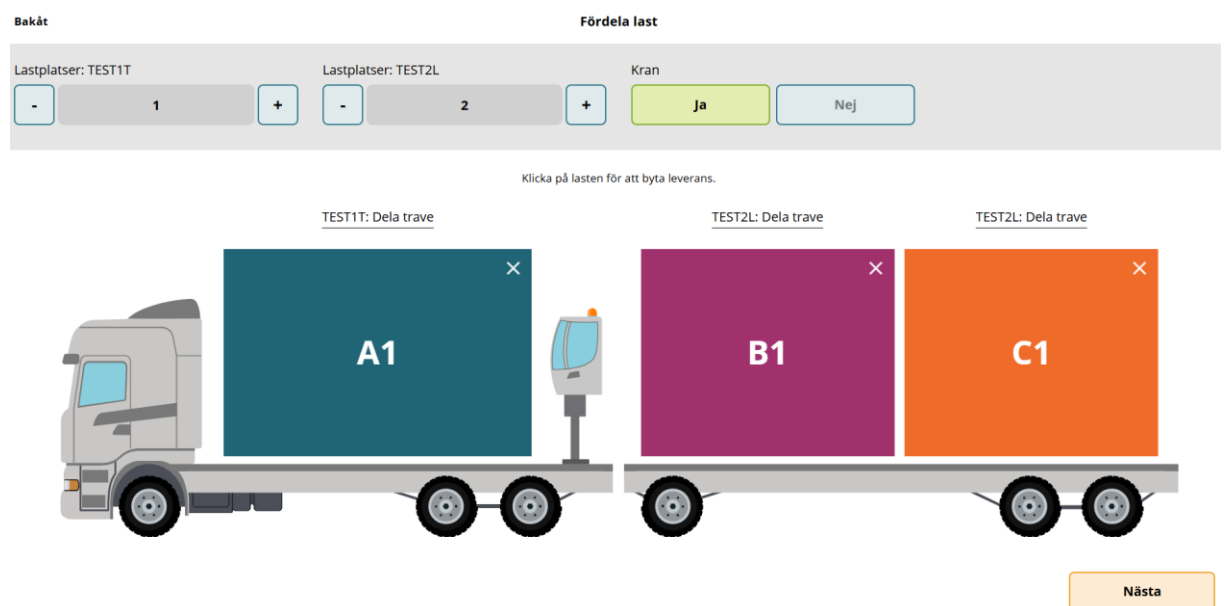 Bakåt
Fördela last
Lastplatser: TEST1T
Lastplatser: TEST2L
Kran
-
1
+
-
2
+
Ja
Nej
Klicka på lasten för att byta leverans.
TEST1T: Dela trave
TEST2L: Dela trave
TEST2L: Dela trave
A1
B1
C1
Nästa